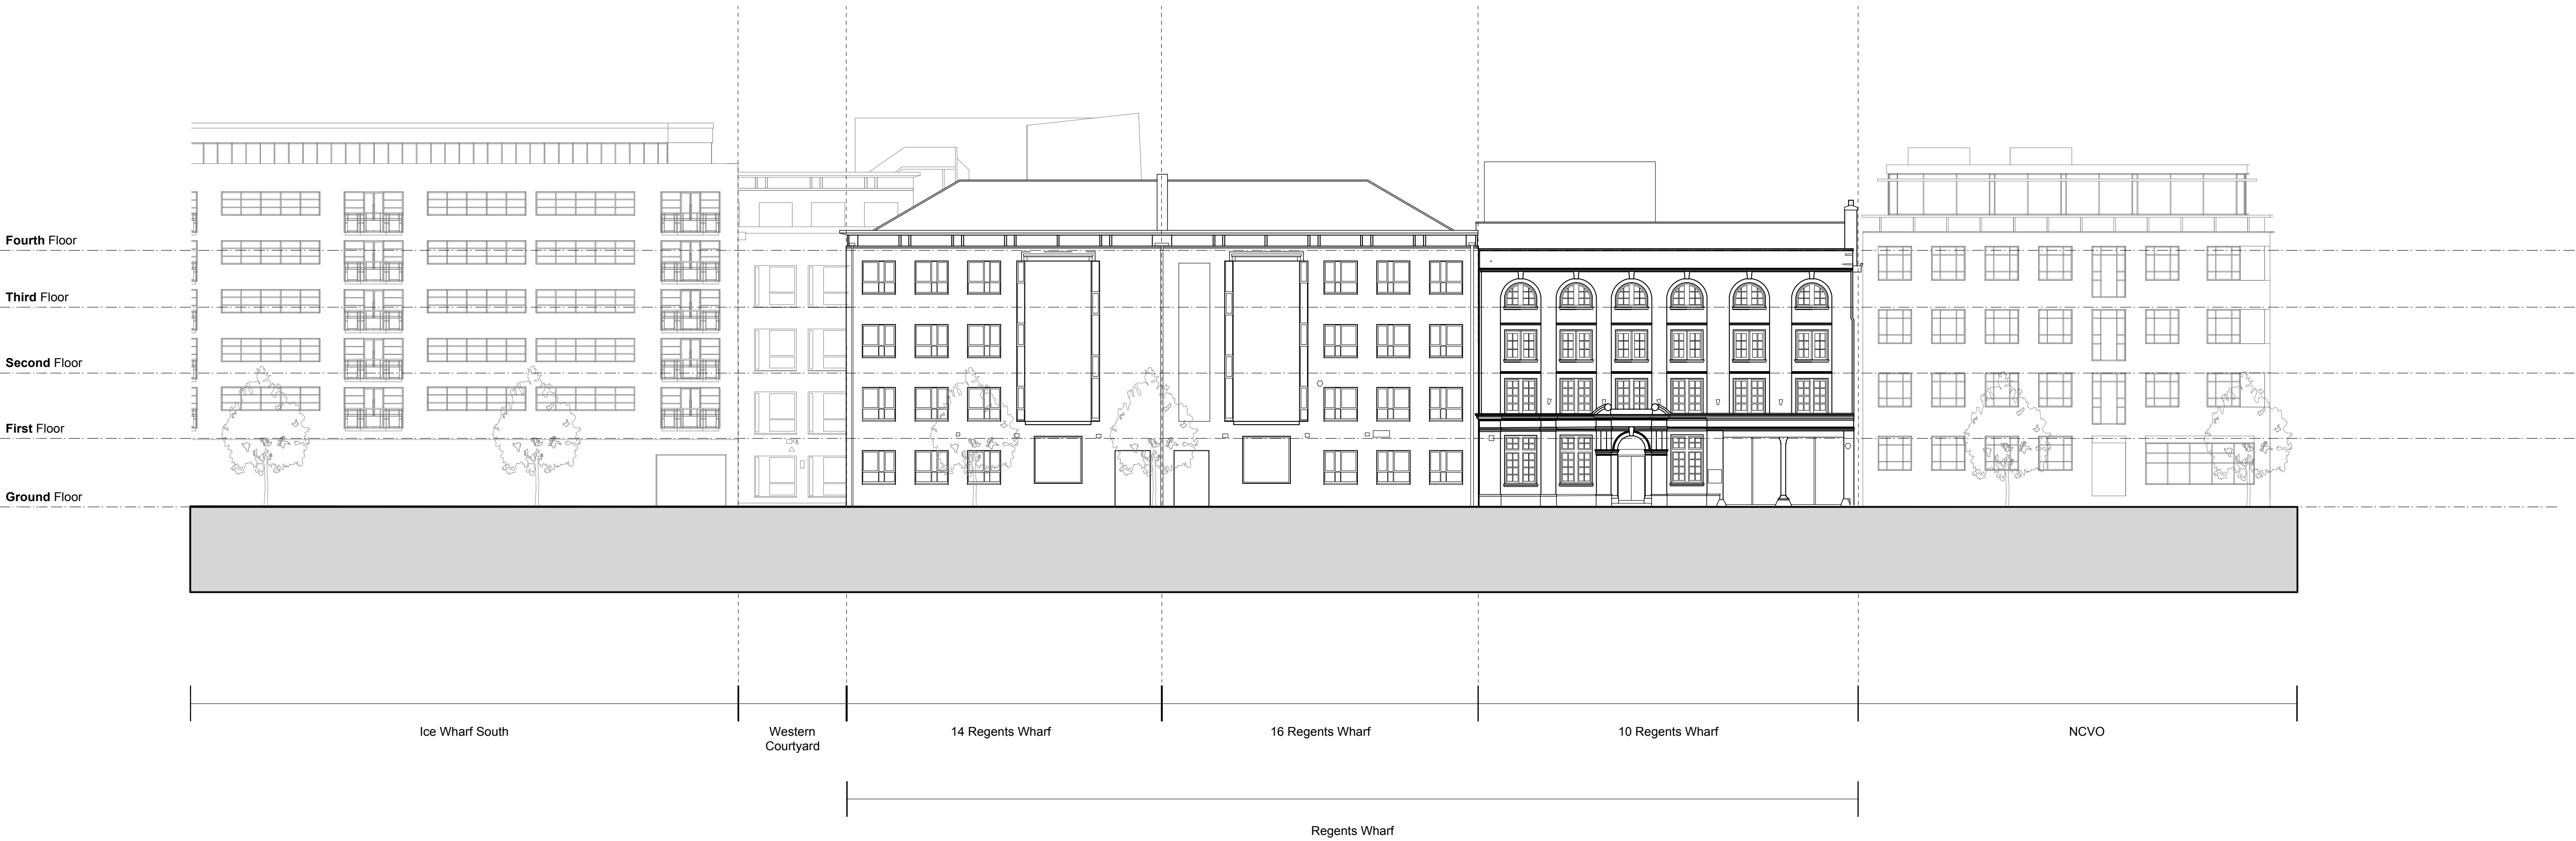 Fourth Floor
Third Floor
Second Floor
First Floor
Ground Floor
Ice Wharf South
Western
Courtyard
14 Regents Wharf
16 Regents Wharf
10 Regents Wharf
NCVO
Regents Wharf